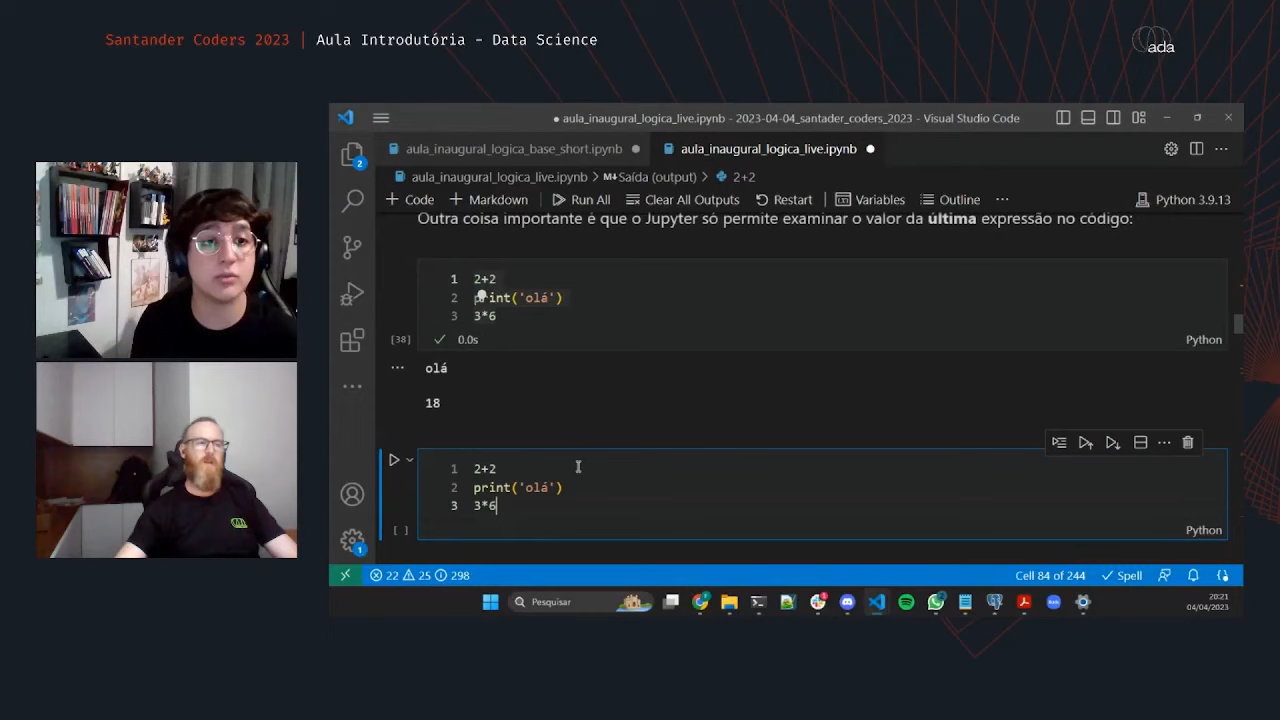 Santander Coders 2023 | Aula Introdutória - Data Science
ada
● aula_inaugural_logica_live.ipynb - 2023-04-04_santader_coders_2023 - Visual Studio Code
aula_inaugural_logica_base_short.ipynb ●
aula_inaugural_logica_live.ipynb ●
aula_inaugural_logica_live.ipynb > M↓Saída (output) > 2+2
+ Code + Markdown Run All Clear All Outputs Restart Variables Outline ... Python 3.9.13
Outra coisa importante é que o Jupyter só permite examinar o valor da última expressão no código:
1 2+2
2 print('olá')
3 3*6
[38] ✓ 0.0s Python
... olá
18
1 2+2
2 print('olá')
3 3*6
[ ] Python
2
1
22 25 298 Cell 84 of 244 ✓ Spell
Pesquisar
20:21
04/04/2023